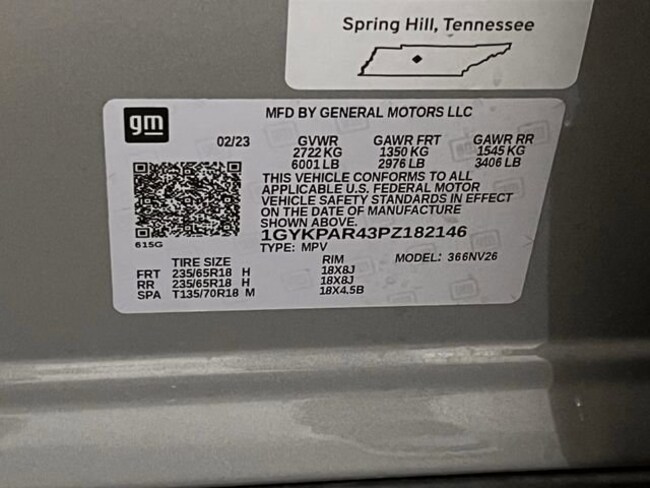 Spring Hill, Tennessee
gm
MFD BY GENERAL MOTORS LLC
02/23 GVWR GAWR FRT GAWR RR
2722 KG 1350 KG 1545 KG
6001 LB 2976 LB 3406 LB
THIS VEHICLE CONFORMS TO ALL
APPLICABLE U.S. FEDERAL MOTOR
VEHICLE SAFETY STANDARDS IN EFFECT
ON THE DATE OF MANUFACTURE
SHOWN ABOVE.
1GYKPAR43PZ182146
615G
TYPE: MPV MODEL: 366NV26
TIRE SIZE RIM
FRT 235/65R18 H 18X8J
RR 235/65R18 H 18X8J
SPA T135/70R18 M 18X4.5B